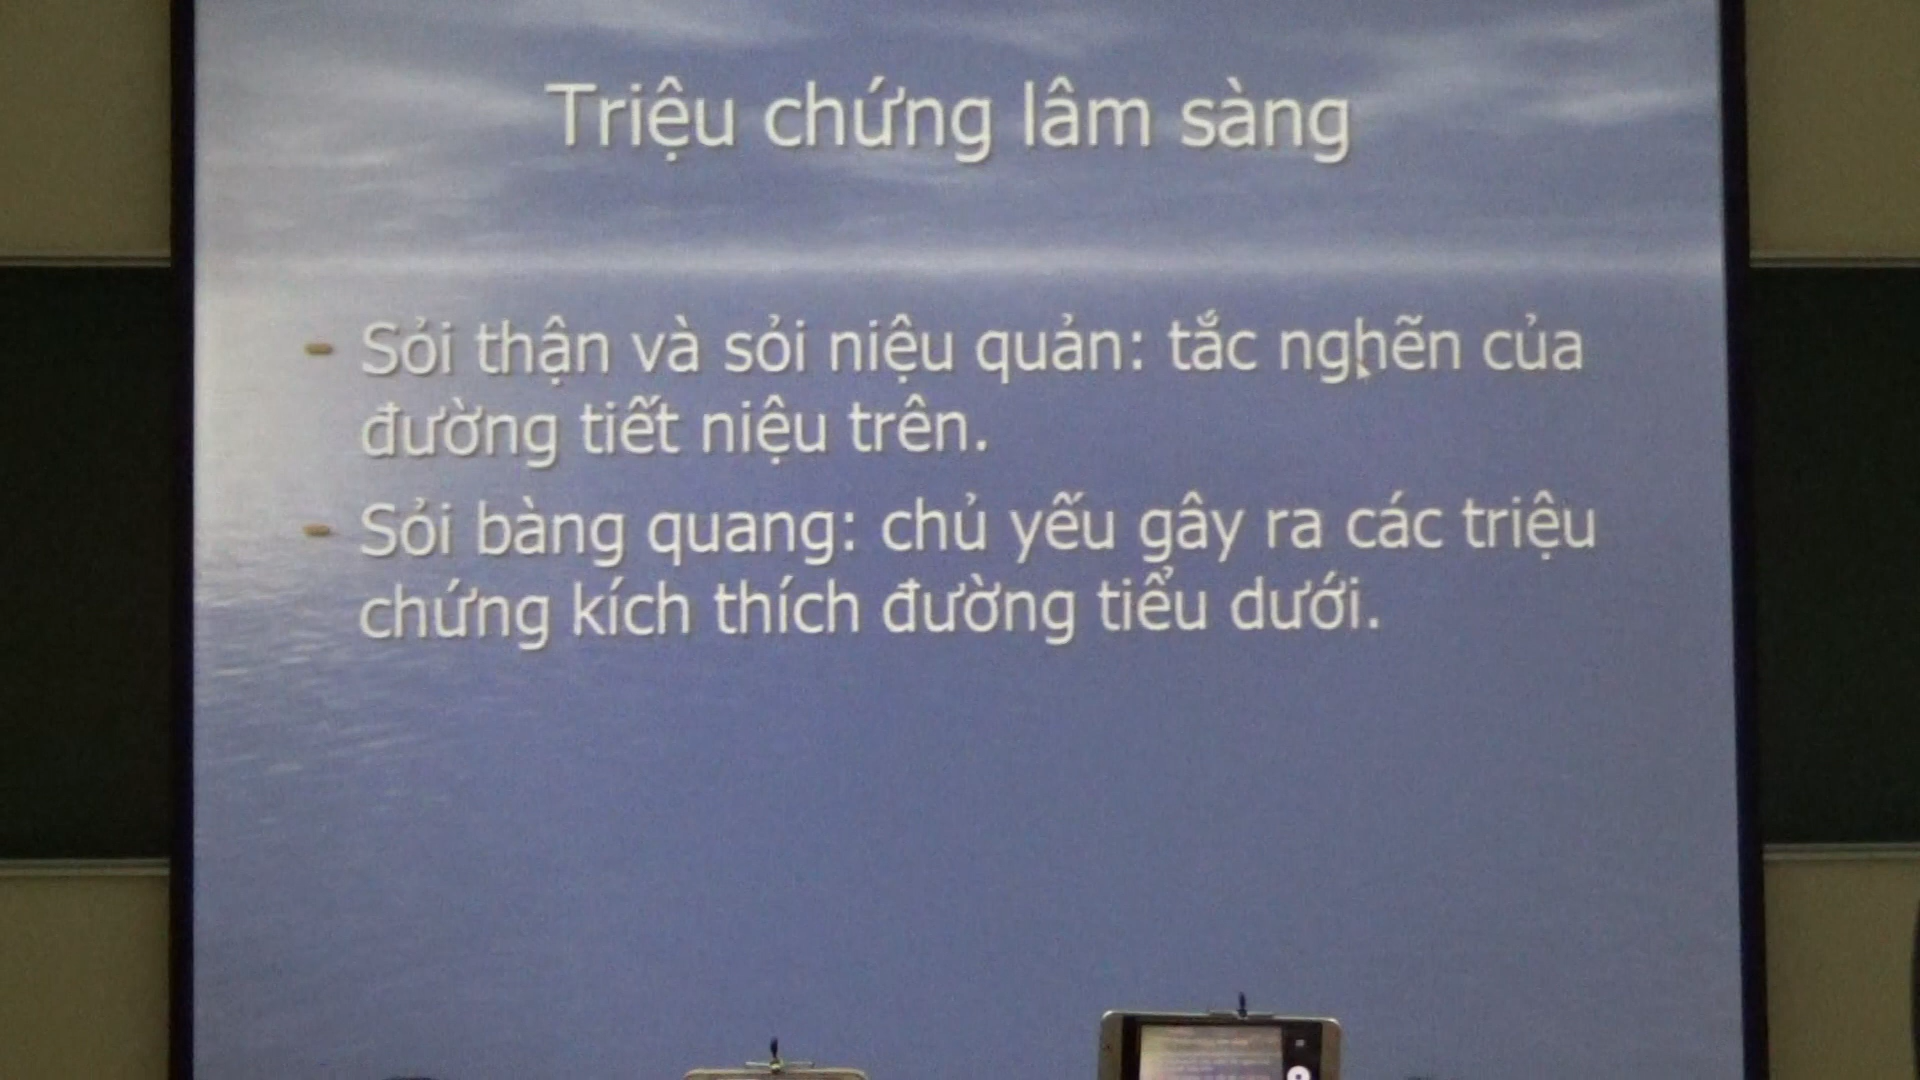 Triệu chứng lâm sàng
- Sỏi thận và sỏi niệu quản: tắc nghẽn của
đường tiết niệu trên.
- Sỏi bàng quang: chủ yếu gây ra các triệu
chứng kích thích đường tiểu dưới.